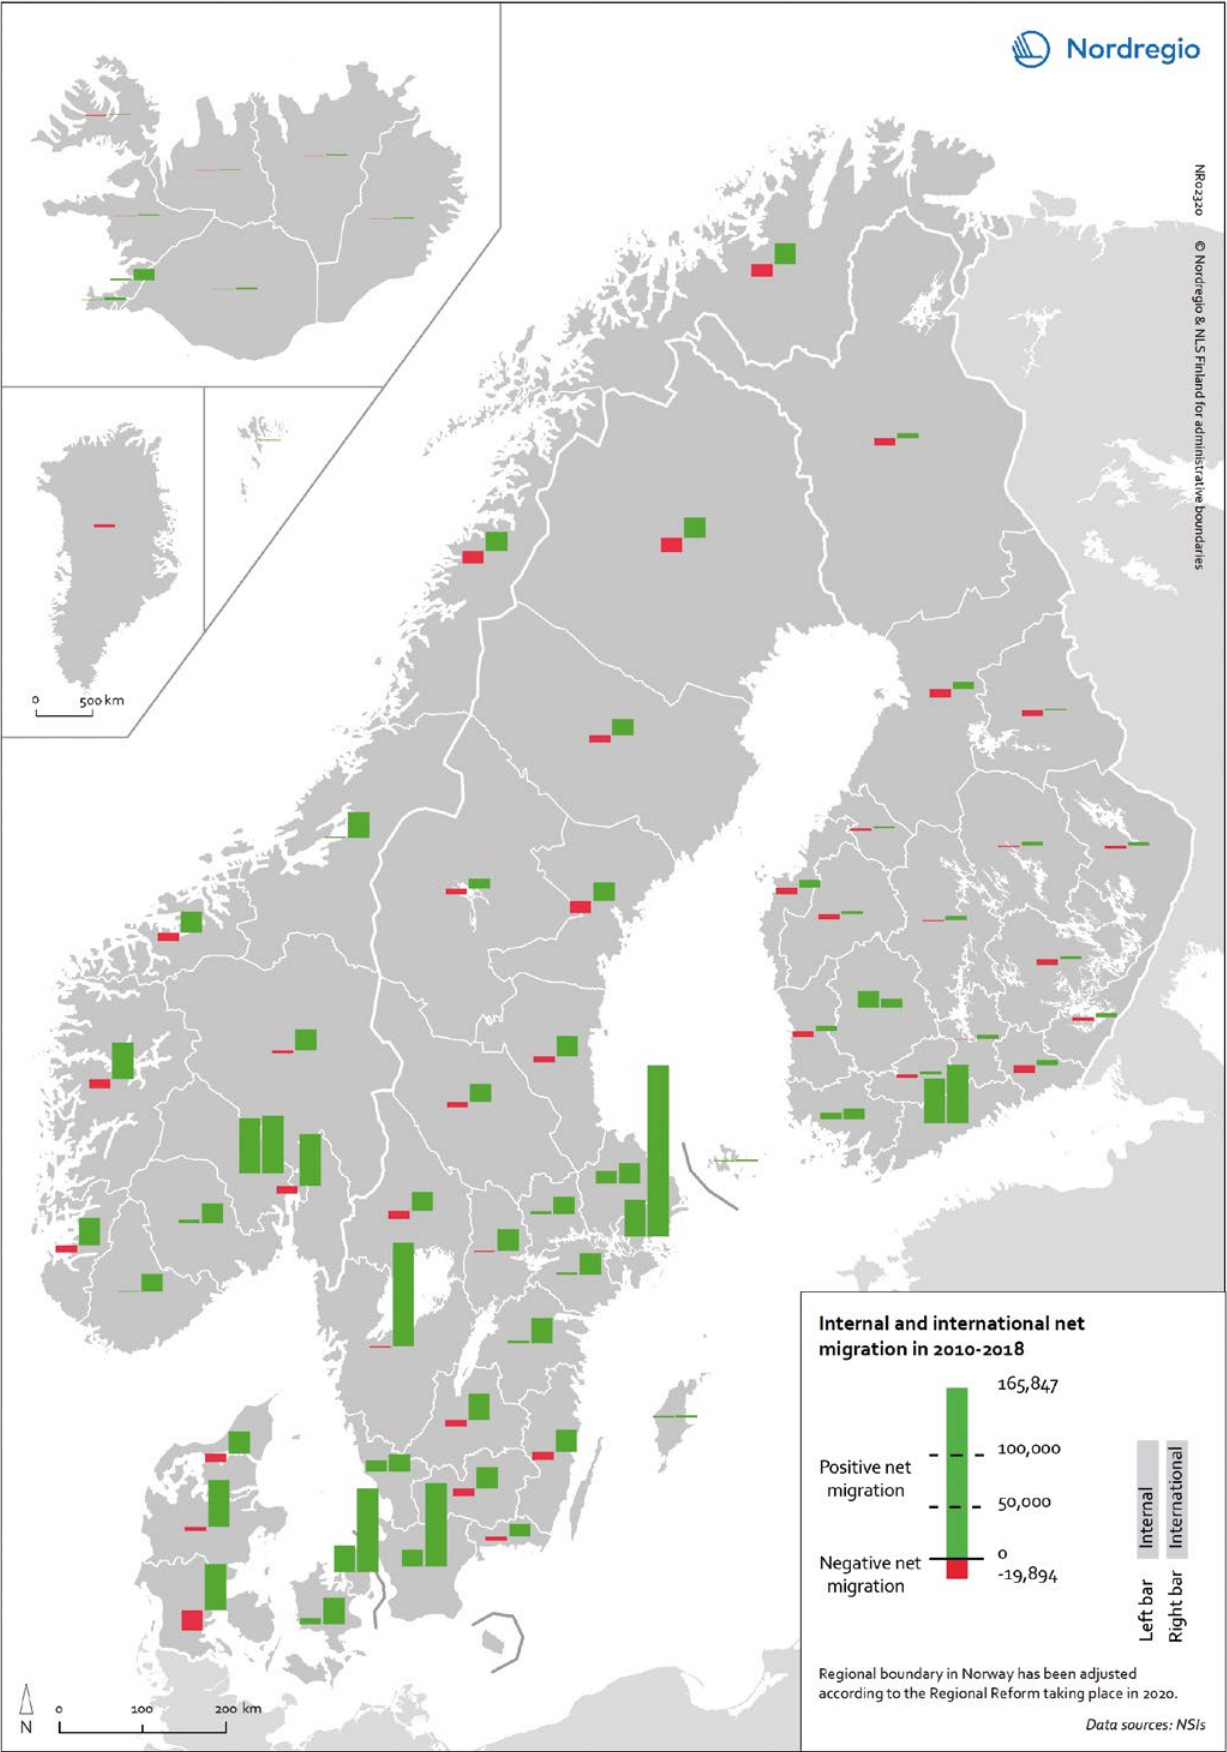 Nordregio
NR02320 © Nordregio & NLS Finland for administrative boundaries
0 500 km
Internal and international net
migration in 2010-2018
165,847
100,000
Positive net
migration
50,000
0
Negative net
migration
-19,894
Left bar Internal
Right bar International
Regional boundary in Norway has been adjusted
according to the Regional Reform taking place in 2020.
Data sources: NSIs
N
0 100 200 km